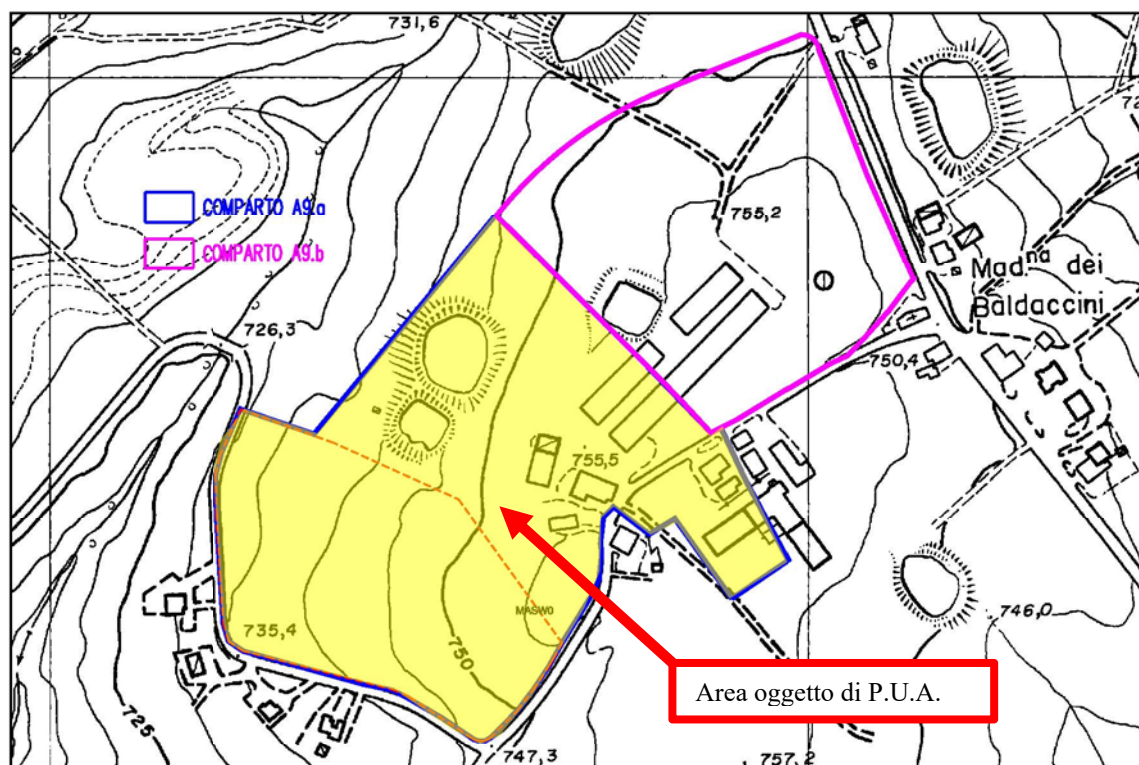 731,6
COMPARTO A9.a
COMPARTO A9.b
755,2
Mad.na dei
Baldaccini
726,3
750,4
755,5
MASW0
746,0
735,4
750
Area oggetto di P.U.A.
725
747,3
757,2